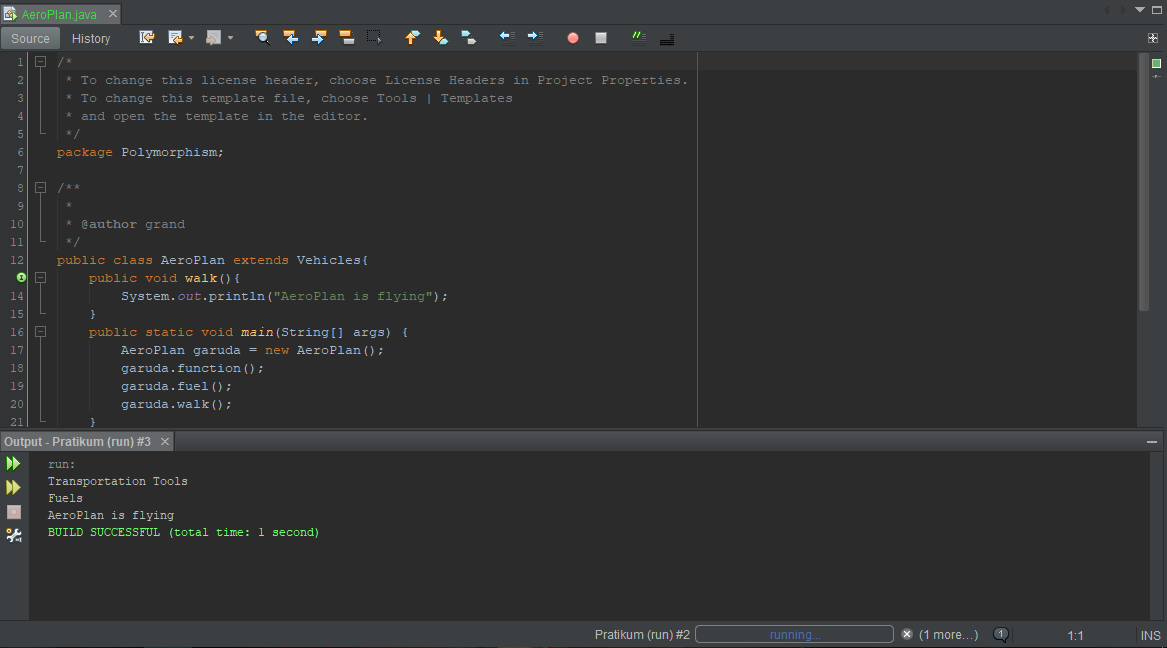 AeroPlan.java
Source History
1 /*
2 * To change this license header, choose License Headers in Project Properties.
3 * To change this template file, choose Tools | Templates
4 * and open the template in the editor.
5 */
6 package Polymorphism;
7
8 /**
9 *
10 * @author grand
11 */
12 public class AeroPlan extends Vehicles{
public void walk(){
14 System.out.println("AeroPlan is flying");
15 }
16 public static void main(String[] args) {
17 AeroPlan garuda = new AeroPlan();
18 garuda.function();
19 garuda.fuel();
20 garuda.walk();
21 }
Output - Pratikum (run) #3
run:
Transportation Tools
Fuels
AeroPlan is flying
BUILD SUCCESSFUL (total time: 1 second)
Pratikum (run) #2 running... (1 more...) 1 1:1 INS